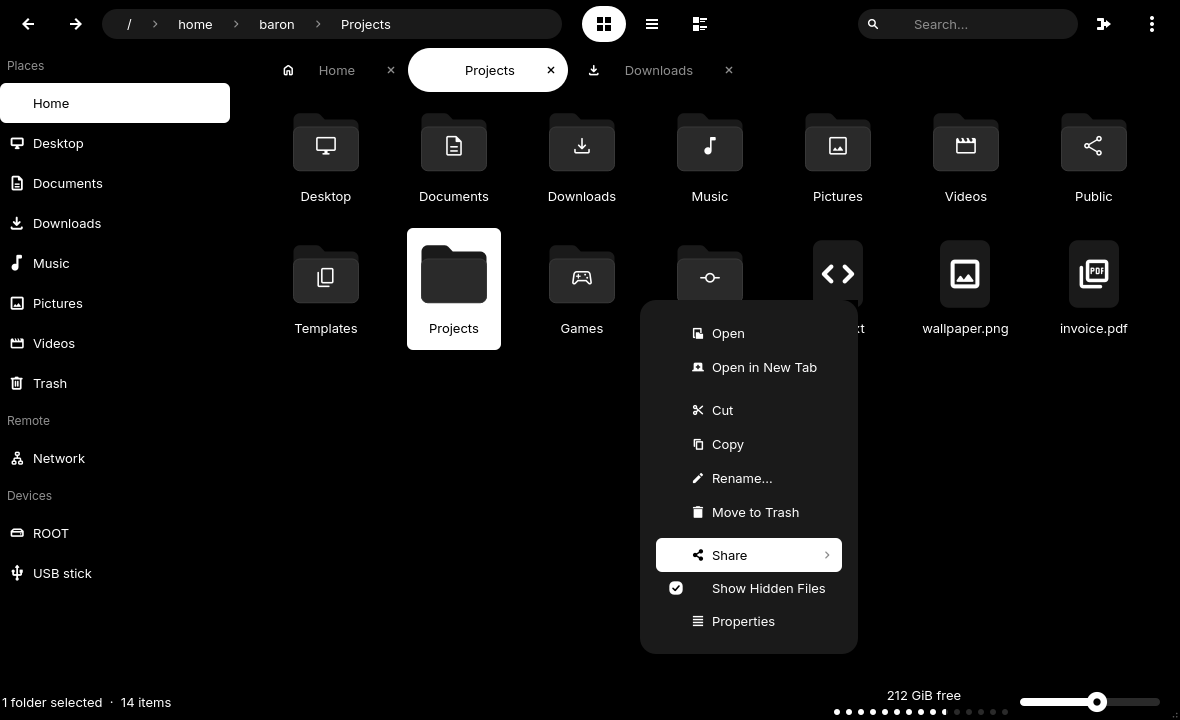 / home baron Projects Search...
Places
Home
Desktop
Documents
Downloads
Music
Pictures
Videos
Trash
Remote
Network
Devices
ROOT
USB stick
Home Projects Downloads
Desktop Documents Downloads Music Pictures Videos Public
Templates Projects Games wallpaper.png invoice.pdf
PDF
Open
Open in New Tab
Cut
Copy
Rename...
Move to Trash
Share
Show Hidden Files
Properties
1 folder selected · 14 items
212 GiB free